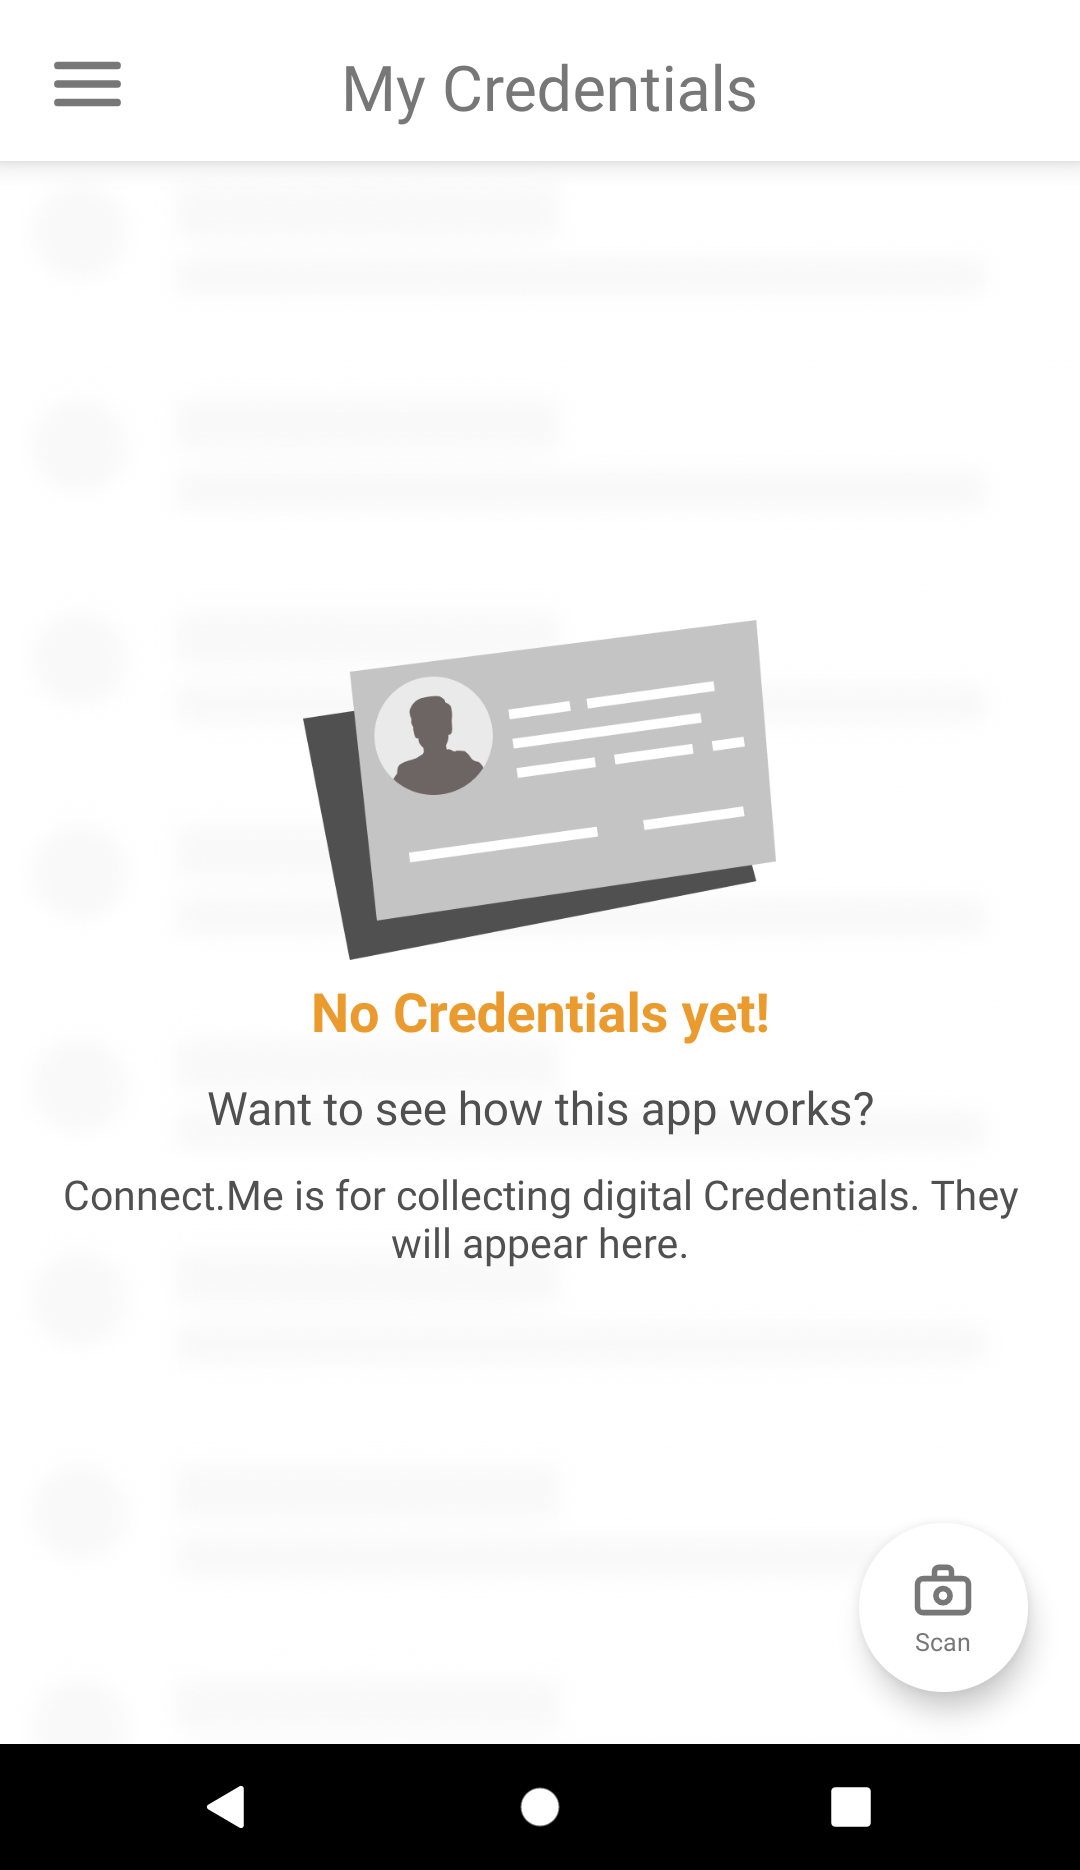 My Credentials
No Credentials yet!
Want to see how this app works?
Connect.Me is for collecting digital Credentials. They
will appear here.
Scan